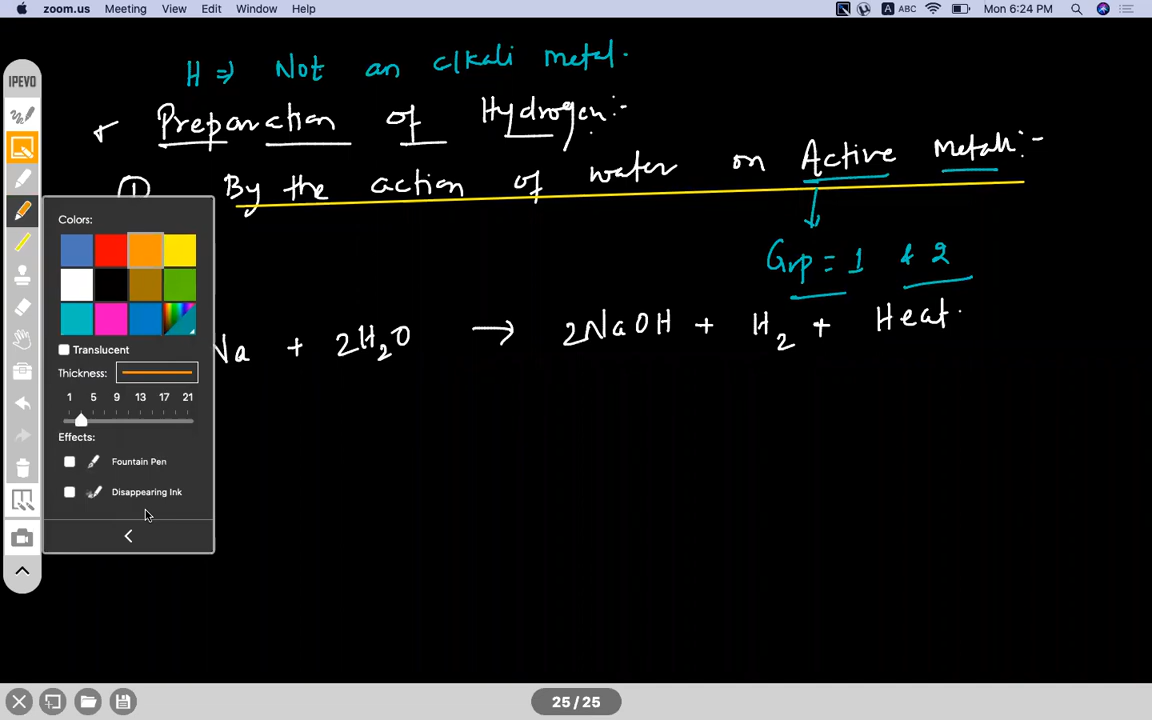 zoom.us Meeting View Edit Window Help A ABC Mon 6:24 PM
H ⇒ Not an alkali metal.
IPEVO
✓ Preparation of Hydrogen:-
① By the action of water on Active Metals:-
Colors:
Grp = 1 & 2
Na + 2H₂O → 2NaOH + H₂ + Heat.
Translucent
Thickness:
1 5 9 13 17 21
Effects:
Fountain Pen
Disappearing Ink
25 / 25